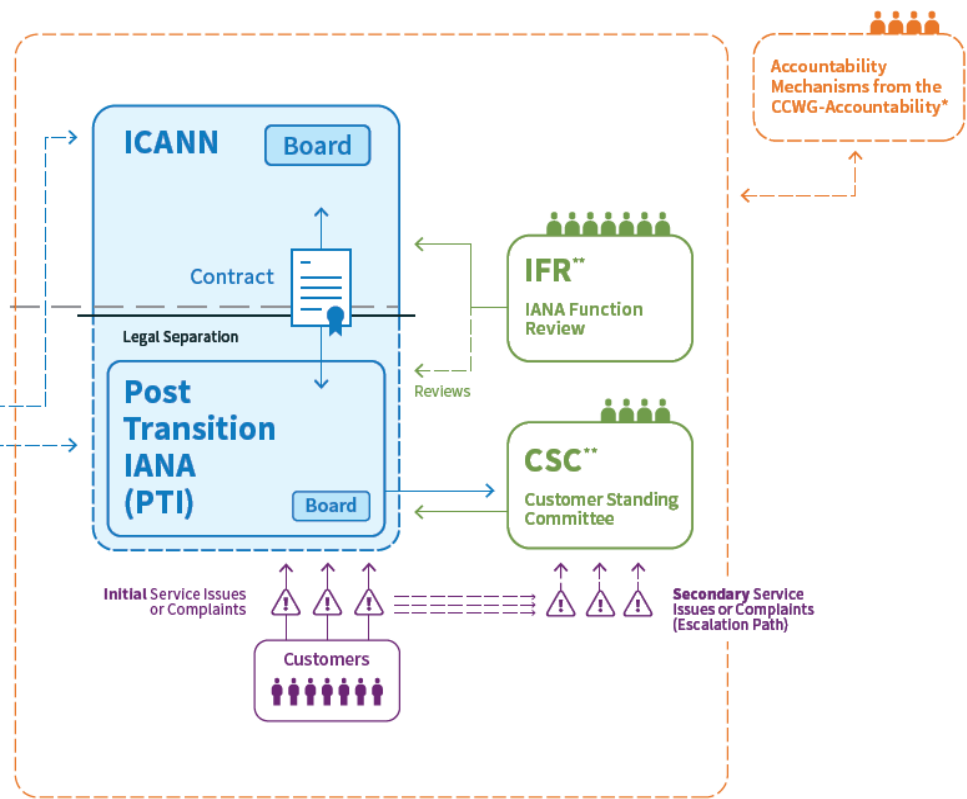 Accountability
Mechanisms from the
CCWG-Accountability*
ICANN
Board
Contract
Legal Separation
IFR**
IANA Function
Review
Reviews
Post
Transition
IANA
(PTI)
Board
CSC**
Customer Standing
Committee
Initial Service Issues
or Complaints
Secondary Service
Issues or Complaints
(Escalation Path)
Customers